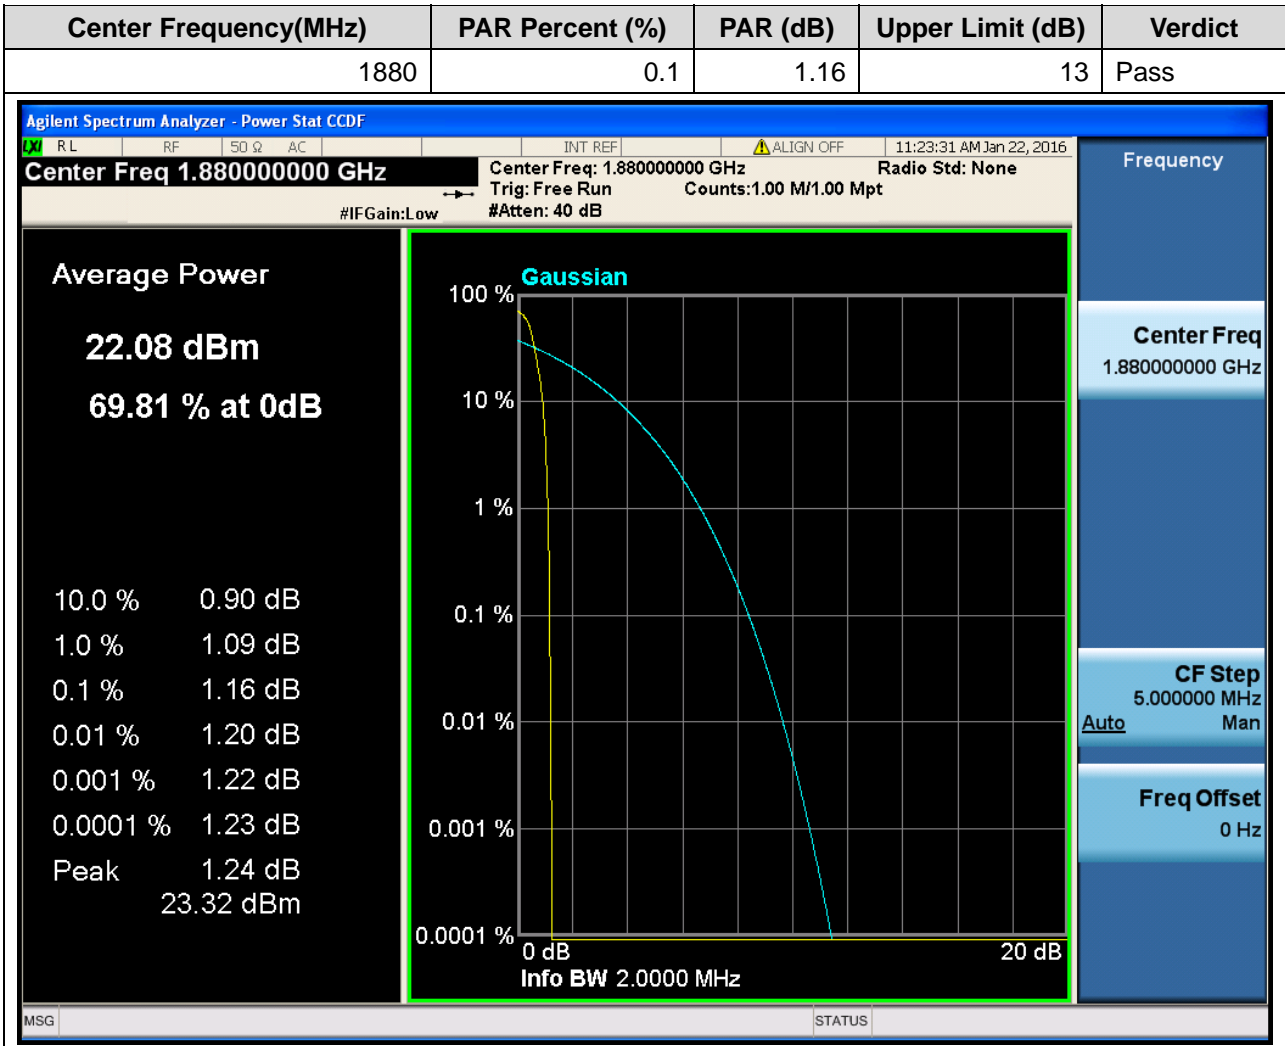 Center Frequency(MHz) PAR Percent (%) PAR (dB) Upper Limit (dB) Verdict
1880 0.1 1.16 13 Pass
Agilent Spectrum Analyzer - Power Stat CCDF
LXI RL RF 50 Ω AC INT REF ALIGN OFF 11:23:31 AM Jan 22, 2016
Center Freq 1.880000000 GHz
Center Freq: 1.880000000 GHz Radio Std: None
Trig: Free Run Counts:1.00 M/1.00 Mpt
#IFGain:Low #Atten: 40 dB
Frequency
Average Power
22.08 dBm
69.81 % at 0dB
10.0 % 0.90 dB
1.0 % 1.09 dB
0.1 % 1.16 dB
0.01 % 1.20 dB
0.001 % 1.22 dB
0.0001 % 1.23 dB
Peak 1.24 dB
23.32 dBm
Gaussian
100 %
10 %
1 %
0.1 %
0.01 %
0.001 %
0.0001 %
0 dB 20 dB
Info BW 2.0000 MHz
Center Freq
1.880000000 GHz
CF Step
5.000000 MHz
Auto Man
Freq Offset
0 Hz
MSG STATUS